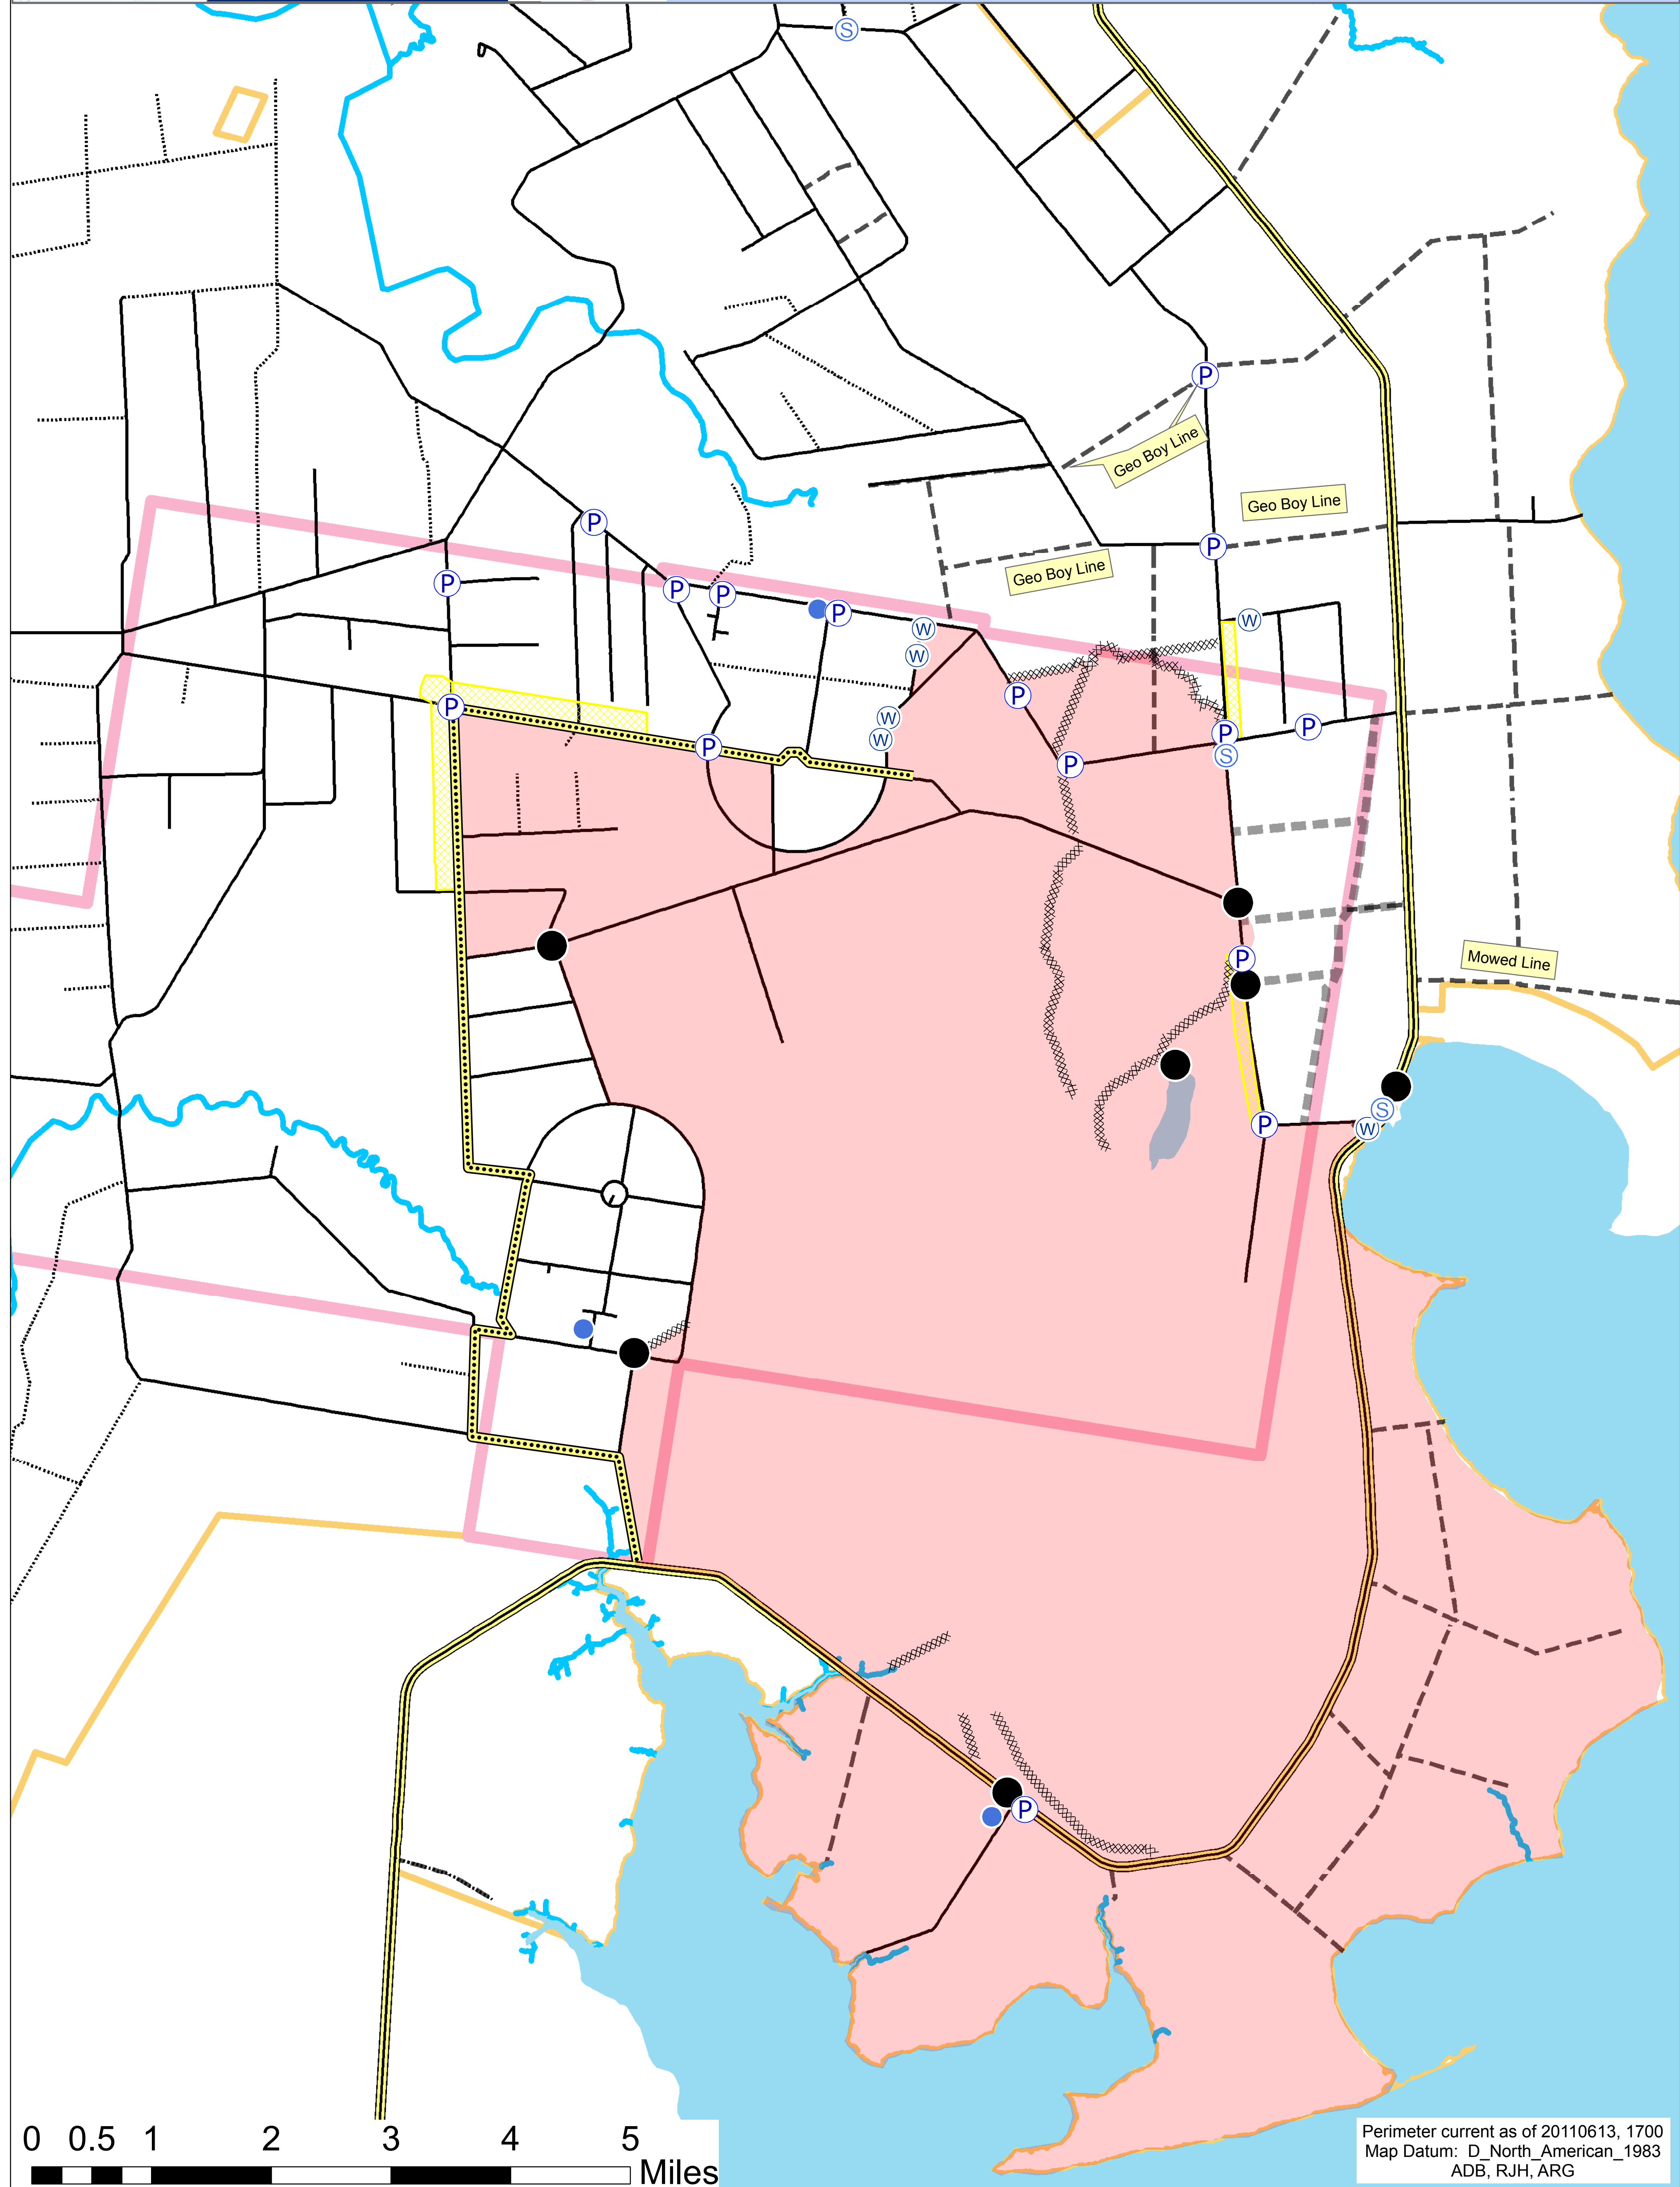 S
P
Geo Boy Line
Geo Boy Line
P
P
Geo Boy Line
P
P
P
P
W
W
W
P
P
W
P
P
P
S
W
P
P
Mowed Line
P
S
W
P
P
0 0.5 1 2 3 4 5
Miles
Perimeter current as of 20110613, 1700
Map Datum: D_North_American_1983
ADB, RJH, ARG